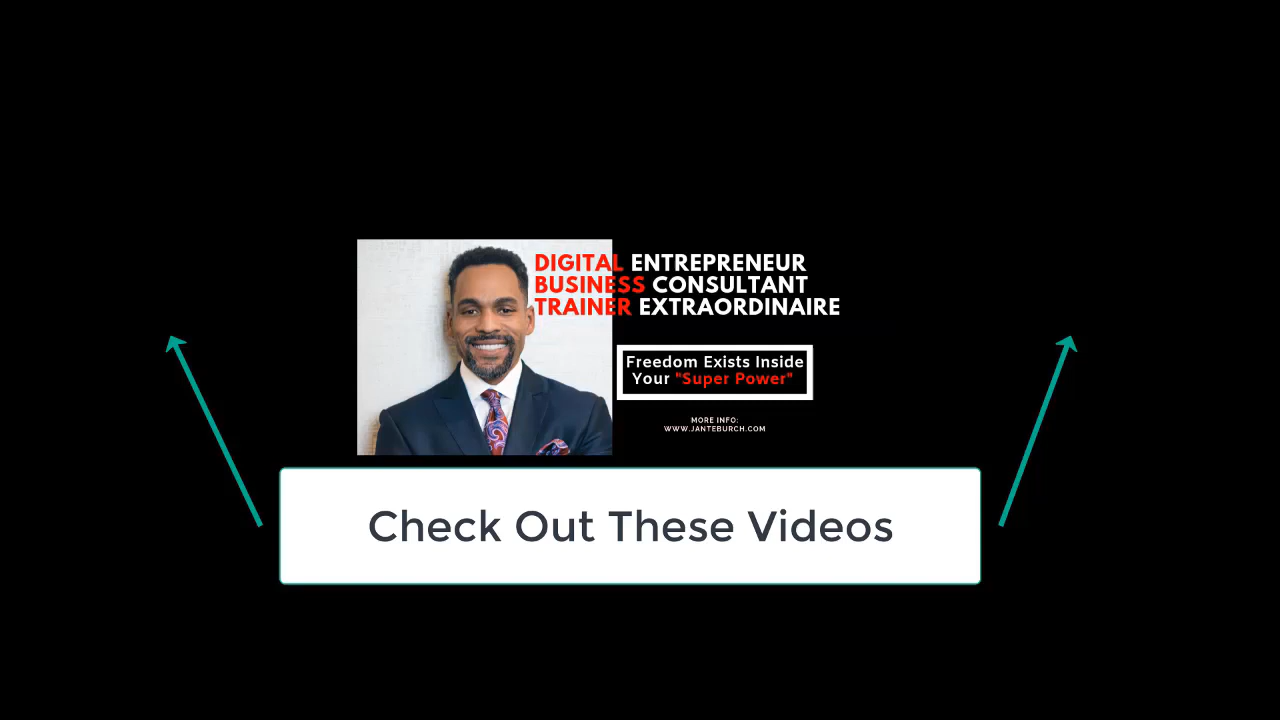 DIGITAL ENTREPRENEUR
BUSINESS CONSULTANT
TRAINER EXTRAORDINAIRE
Freedom Exists Inside
Your "Super Power"
MORE INFO:
WWW.JANTEBURCH.COM
Check Out These Videos